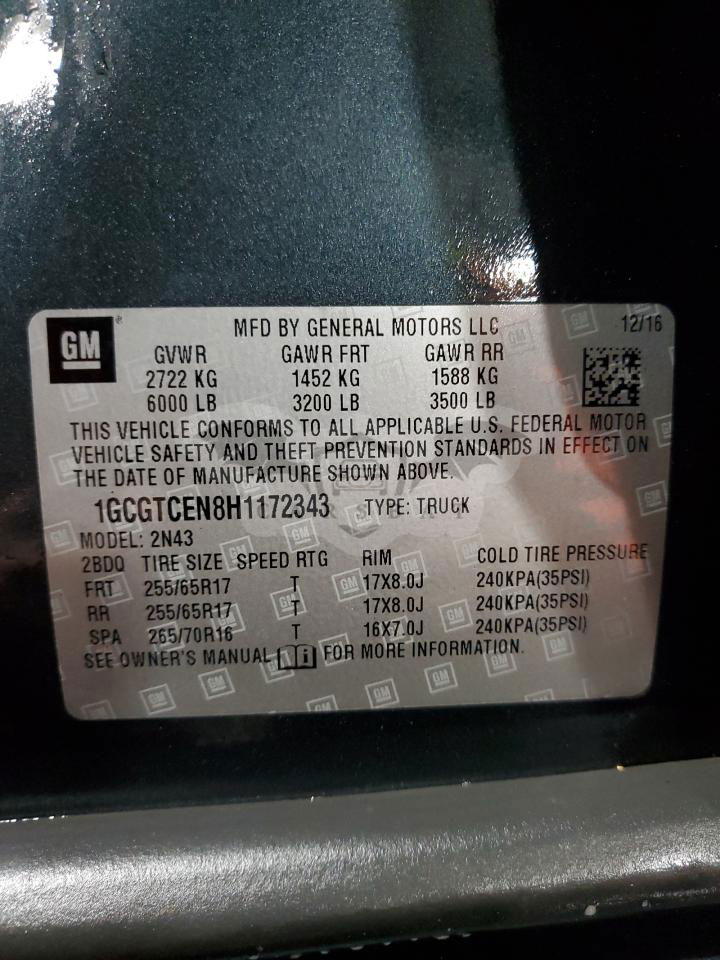 GM
MFD BY GENERAL MOTORS LLC 12/16
GVWR GAWR FRT GAWR RR
2722 KG 1452 KG 1588 KG
6000 LB 3200 LB 3500 LB
THIS VEHICLE CONFORMS TO ALL APPLICABLE U.S. FEDERAL MOTOR
VEHICLE SAFETY AND THEFT PREVENTION STANDARDS IN EFFECT ON
THE DATE OF MANUFACTURE SHOWN ABOVE.
1GCGTCEN8H1172343 TYPE: TRUCK
MODEL: 2N43
2BDQ TIRE SIZE SPEED RTG RIM COLD TIRE PRESSURE
FRT 255/65R17 T 17X8.0J 240KPA(35PSI)
RR 255/65R17 T 17X8.0J 240KPA(35PSI)
SPA 265/70R16 T 16X7.0J 240KPA(35PSI)
SEE OWNER'S MANUAL i FOR MORE INFORMATION.